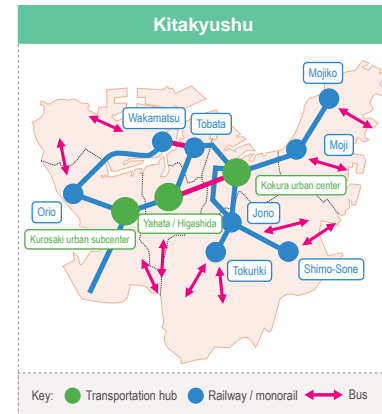 Kitakyushu
Mojiko
Wakamatsu
Tobata
Moji
Kokura urban center
Orio
Yahata / Higashida
Jono
Kurosaki urban subcenter
Tokuriki
Shimo-Sone
Key:
Transportation hub
Railway / monorail
Bus